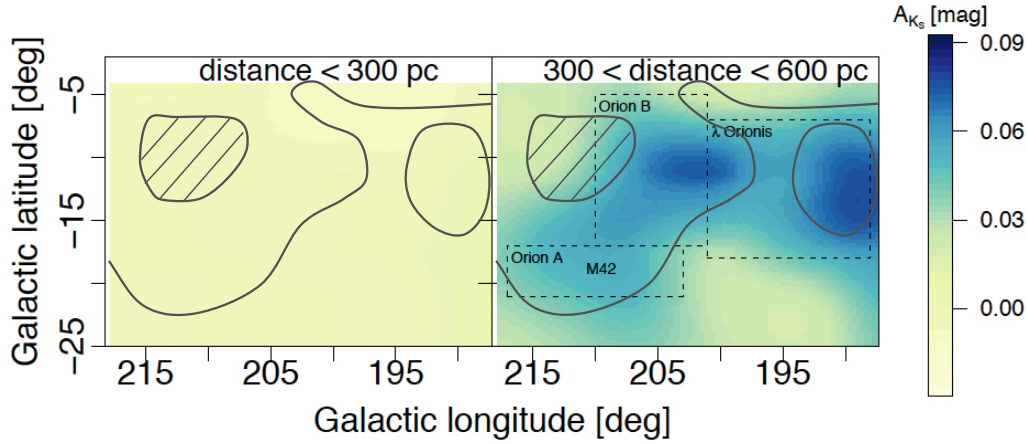 A_Ks [mag]
distance < 300 pc
300 < distance < 600 pc
Galactic latitude [deg]
−5
−15
−25
Orion B
λ Orionis
Orion A
M42
0.09
0.06
0.03
0.00
215
205
195
215
205
195
Galactic longitude [deg]